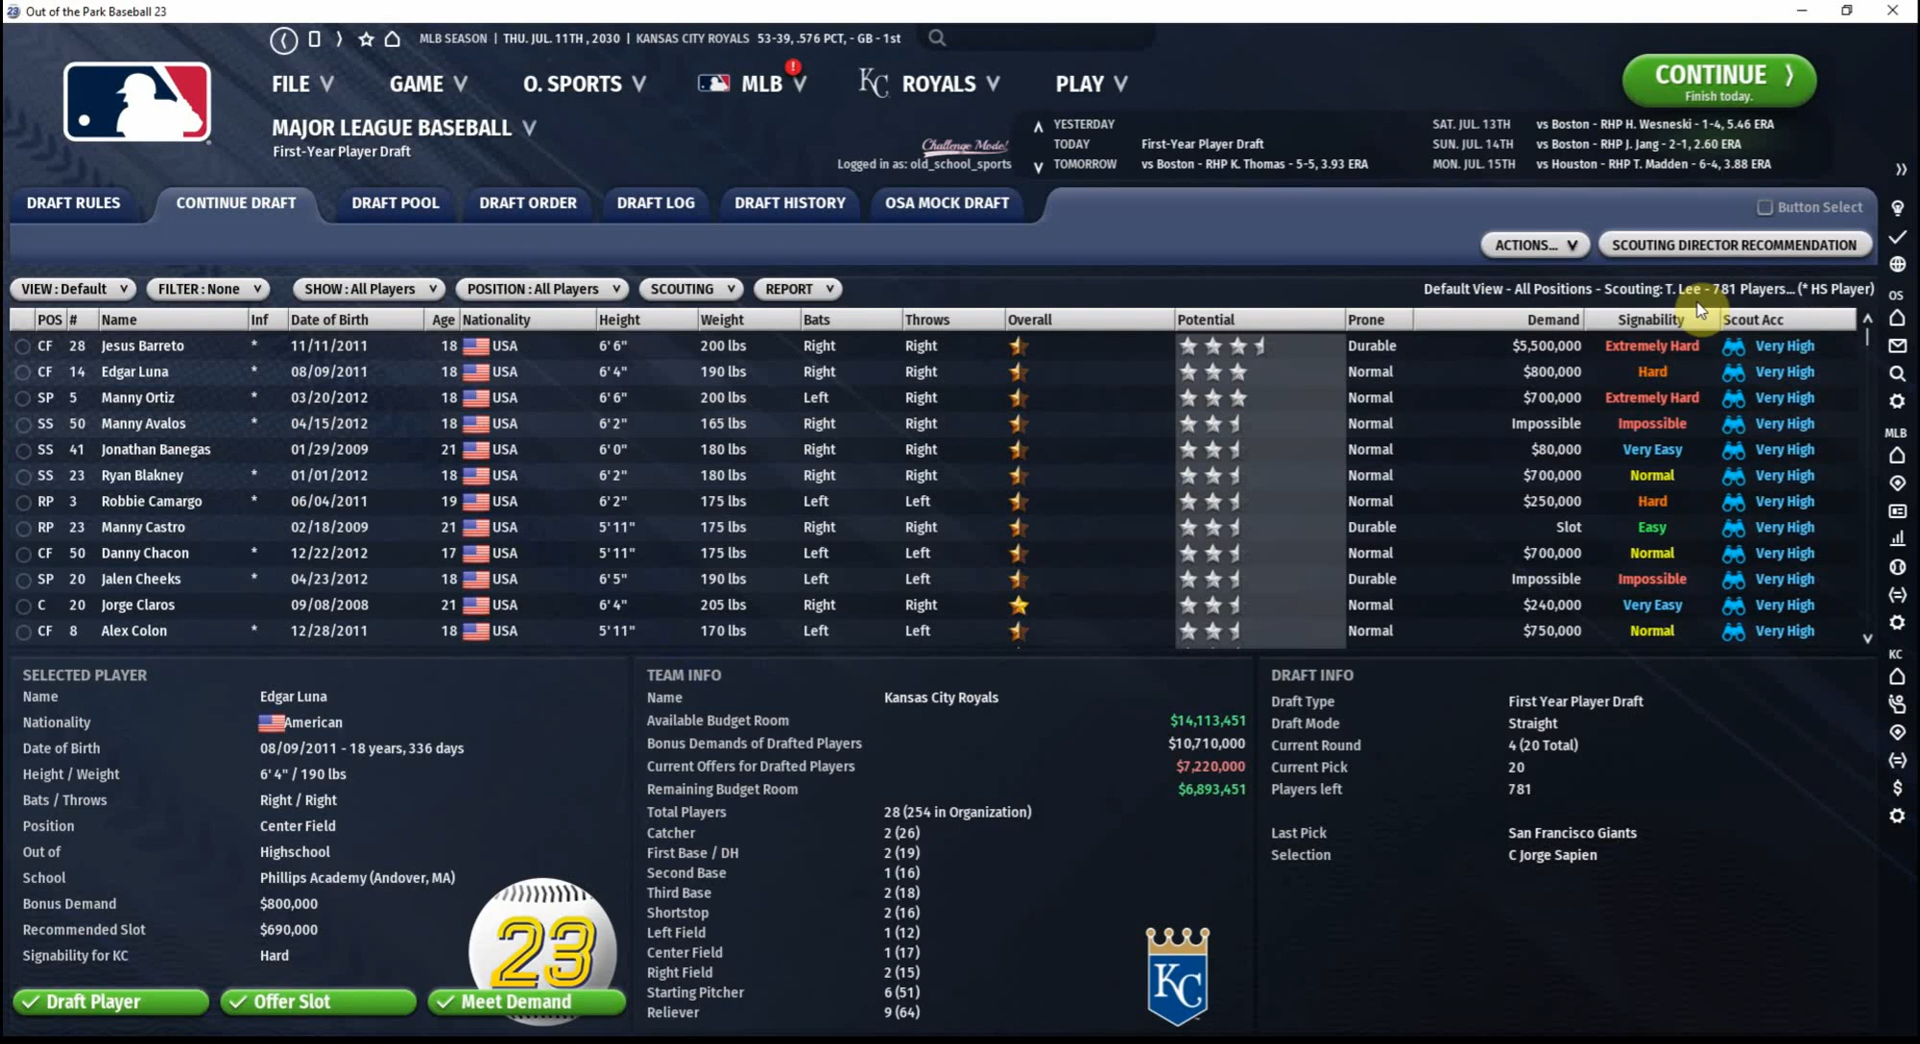 Out of the Park Baseball 23
MLB SEASON | THU. JUL. 11TH , 2030 | KANSAS CITY ROYALS 53-39, .576 PCT, - GB - 1st
FILE GAME O. SPORTS MLB ! KC ROYALS PLAY
CONTINUE
Finish today.
MAJOR LEAGUE BASEBALL
First-Year Player Draft
Challenge Mode!
Logged in as: old_school_sports
YESTERDAY
TODAY First-Year Player Draft
TOMORROW vs Boston - RHP K. Thomas - 5-5, 3.93 ERA
SAT. JUL. 13TH vs Boston - RHP H. Wesneski - 1-4, 5.46 ERA
SUN. JUL. 14TH vs Boston - RHP J. Jang - 2-1, 2.60 ERA
MON. JUL. 15TH vs Houston - RHP T. Madden - 6-4, 3.88 ERA
DRAFT RULES CONTINUE DRAFT DRAFT POOL DRAFT ORDER DRAFT LOG DRAFT HISTORY OSA MOCK DRAFT
Button Select
ACTIONS... SCOUTING DIRECTOR RECOMMENDATION
VIEW : Default FILTER : None SHOW : All Players POSITION : All Players SCOUTING REPORT
Default View - All Positions - Scouting: T. Lee - 781 Players... (* HS Player)
POS # Name Inf Date of Birth Age Nationality Height Weight Bats Throws Overall Potential Prone Demand Signability Scout Acc
CF 28 Jesus Barreto * 11/11/2011 18 USA 6' 6" 200 lbs Right Right Durable $5,500,000 Extremely Hard Very High
CF 14 Edgar Luna * 08/09/2011 18 USA 6' 4" 190 lbs Right Right Normal $800,000 Hard Very High
SP 5 Manny Ortiz * 03/20/2012 18 USA 6' 6" 200 lbs Left Right Normal $700,000 Extremely Hard Very High
SS 50 Manny Avalos * 04/15/2012 18 USA 6' 2" 165 lbs Right Right Normal Impossible Impossible Very High
SS 41 Jonathan Banegas 01/29/2009 21 USA 6' 0" 180 lbs Right Right Normal $80,000 Very Easy Very High
SS 23 Ryan Blakney * 01/01/2012 18 USA 6' 2" 180 lbs Right Right Normal $700,000 Normal Very High
RP 3 Robbie Camargo * 06/04/2011 19 USA 6' 2" 175 lbs Left Left Normal $250,000 Hard Very High
RP 23 Manny Castro 02/18/2009 21 USA 5' 11" 175 lbs Right Right Durable Slot Easy Very High
CF 50 Danny Chacon * 12/22/2012 17 USA 5' 11" 175 lbs Left Left Normal $700,000 Normal Very High
SP 20 Jalen Cheeks * 04/23/2012 18 USA 6' 5" 190 lbs Left Left Durable Impossible Impossible Very High
C 20 Jorge Claros 09/08/2008 21 USA 6' 4" 205 lbs Right Right Normal $240,000 Very Easy Very High
CF 8 Alex Colon * 12/28/2011 18 USA 5' 11" 170 lbs Left Left Normal $750,000 Normal Very High
OS
MLB
KC
$
SELECTED PLAYER
Name Edgar Luna
Nationality American
Date of Birth 08/09/2011 - 18 years, 336 days
Height / Weight 6' 4" / 190 lbs
Bats / Throws Right / Right
Position Center Field
Out of Highschool
School Phillips Academy (Andover, MA)
Bonus Demand $800,000
Recommended Slot $690,000
Signability for KC Hard
23
Draft Player Offer Slot Meet Demand
TEAM INFO
Name Kansas City Royals
Available Budget Room $14,113,451
Bonus Demands of Drafted Players $10,710,000
Current Offers for Drafted Players $7,220,000
Remaining Budget Room $6,893,451
Total Players 28 (254 in Organization)
Catcher 2 (26)
First Base / DH 2 (19)
Second Base 1 (16)
Third Base 2 (18)
Shortstop 2 (16)
Left Field 1 (12)
Center Field 1 (17)
Right Field 2 (15)
Starting Pitcher 6 (51)
Reliever 9 (64)
KC
DRAFT INFO
Draft Type First Year Player Draft
Draft Mode Straight
Current Round 4 (20 Total)
Current Pick 20
Players left 781
Last Pick San Francisco Giants
Selection C Jorge Sapien